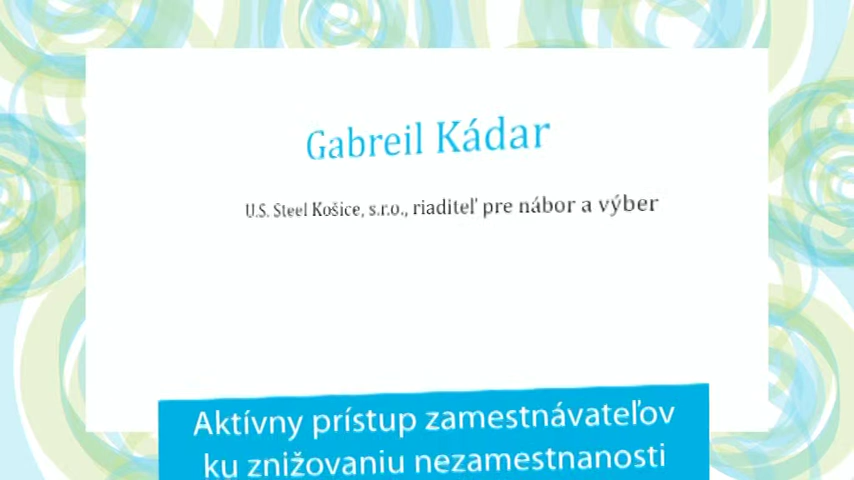 Gabreil Kádar
U.S. Steel Košice, s.r.o., riaditeľ pre nábor a výber
Aktívny prístup zamestnávateľov
ku znižovaniu nezamestnanosti